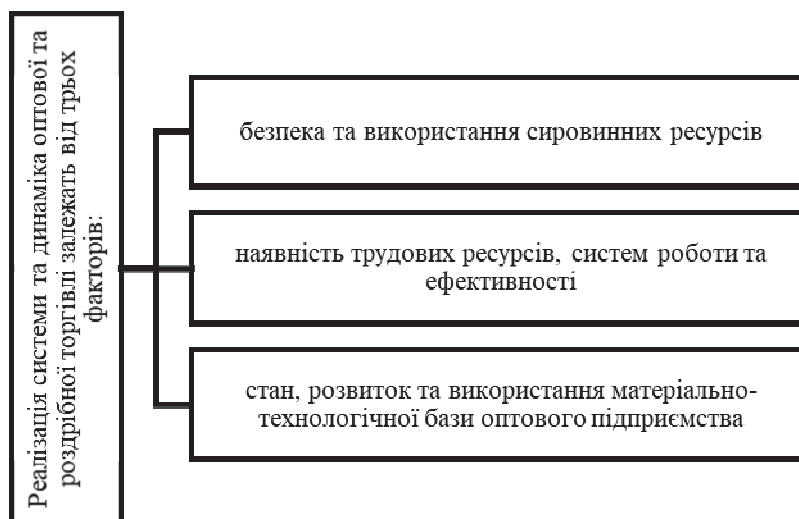 Реалізація системи та динаміка оптової та
роздрібної торгівлі залежать від трьох
факторів:
безпека та використання сировинних ресурсів
наявність трудових ресурсів, систем роботи та
ефективності
стан, розвиток та використання матеріально-
технологічної бази оптового підприємства